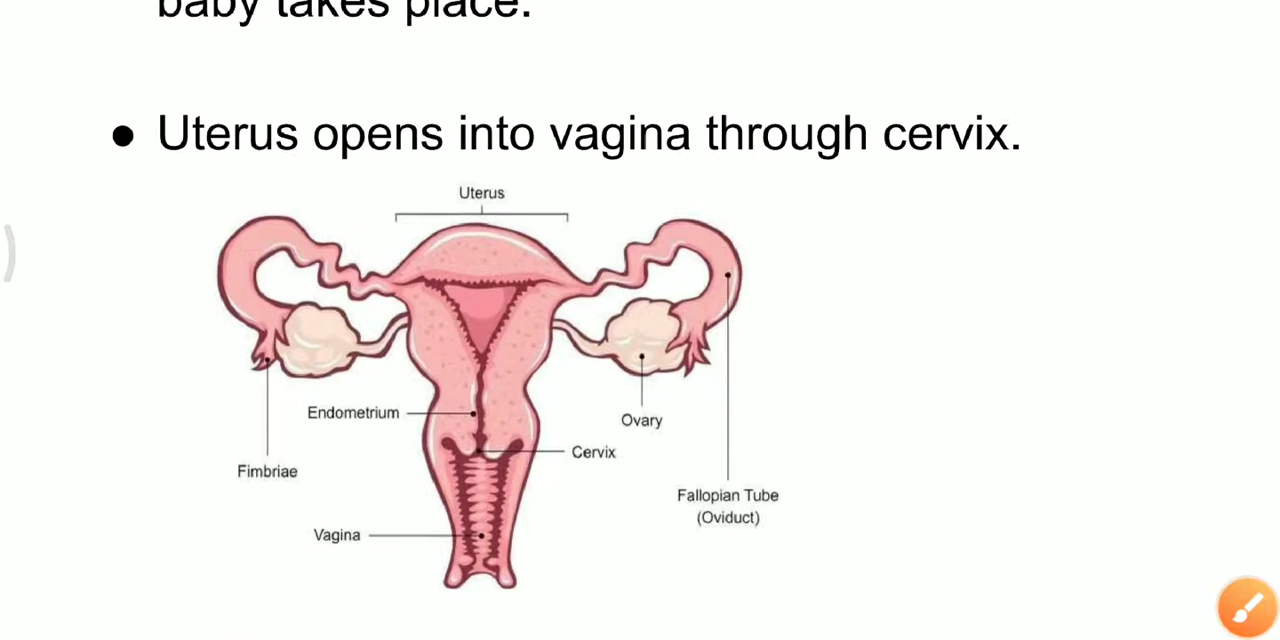 baby takes place.
● Uterus opens into vagina through cervix.
Uterus
Endometrium
Ovary
Cervix
Fimbriae
Fallopian Tube
(Oviduct)
Vagina